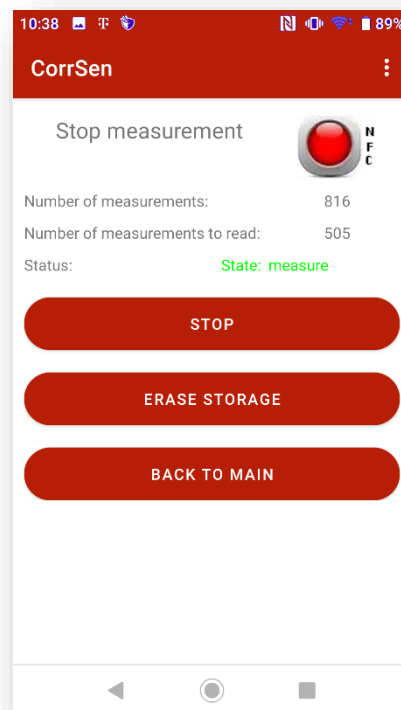 10:38 T 89%
CorrSen
Stop measurement
N
F
C
Number of measurements: 816
Number of measurements to read: 505
Status: State: measure
STOP
ERASE STORAGE
BACK TO MAIN